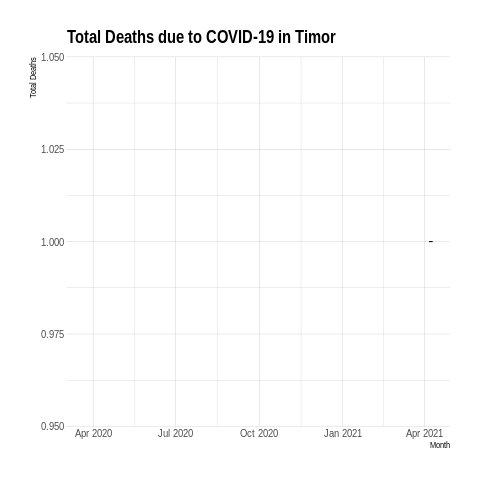 Total Deaths due to COVID-19 in Timor
Total Deaths
1.050
1.025
1.000
0.975
0.950
Apr 2020 Jul 2020 Oct 2020 Jan 2021 Apr 2021
Month